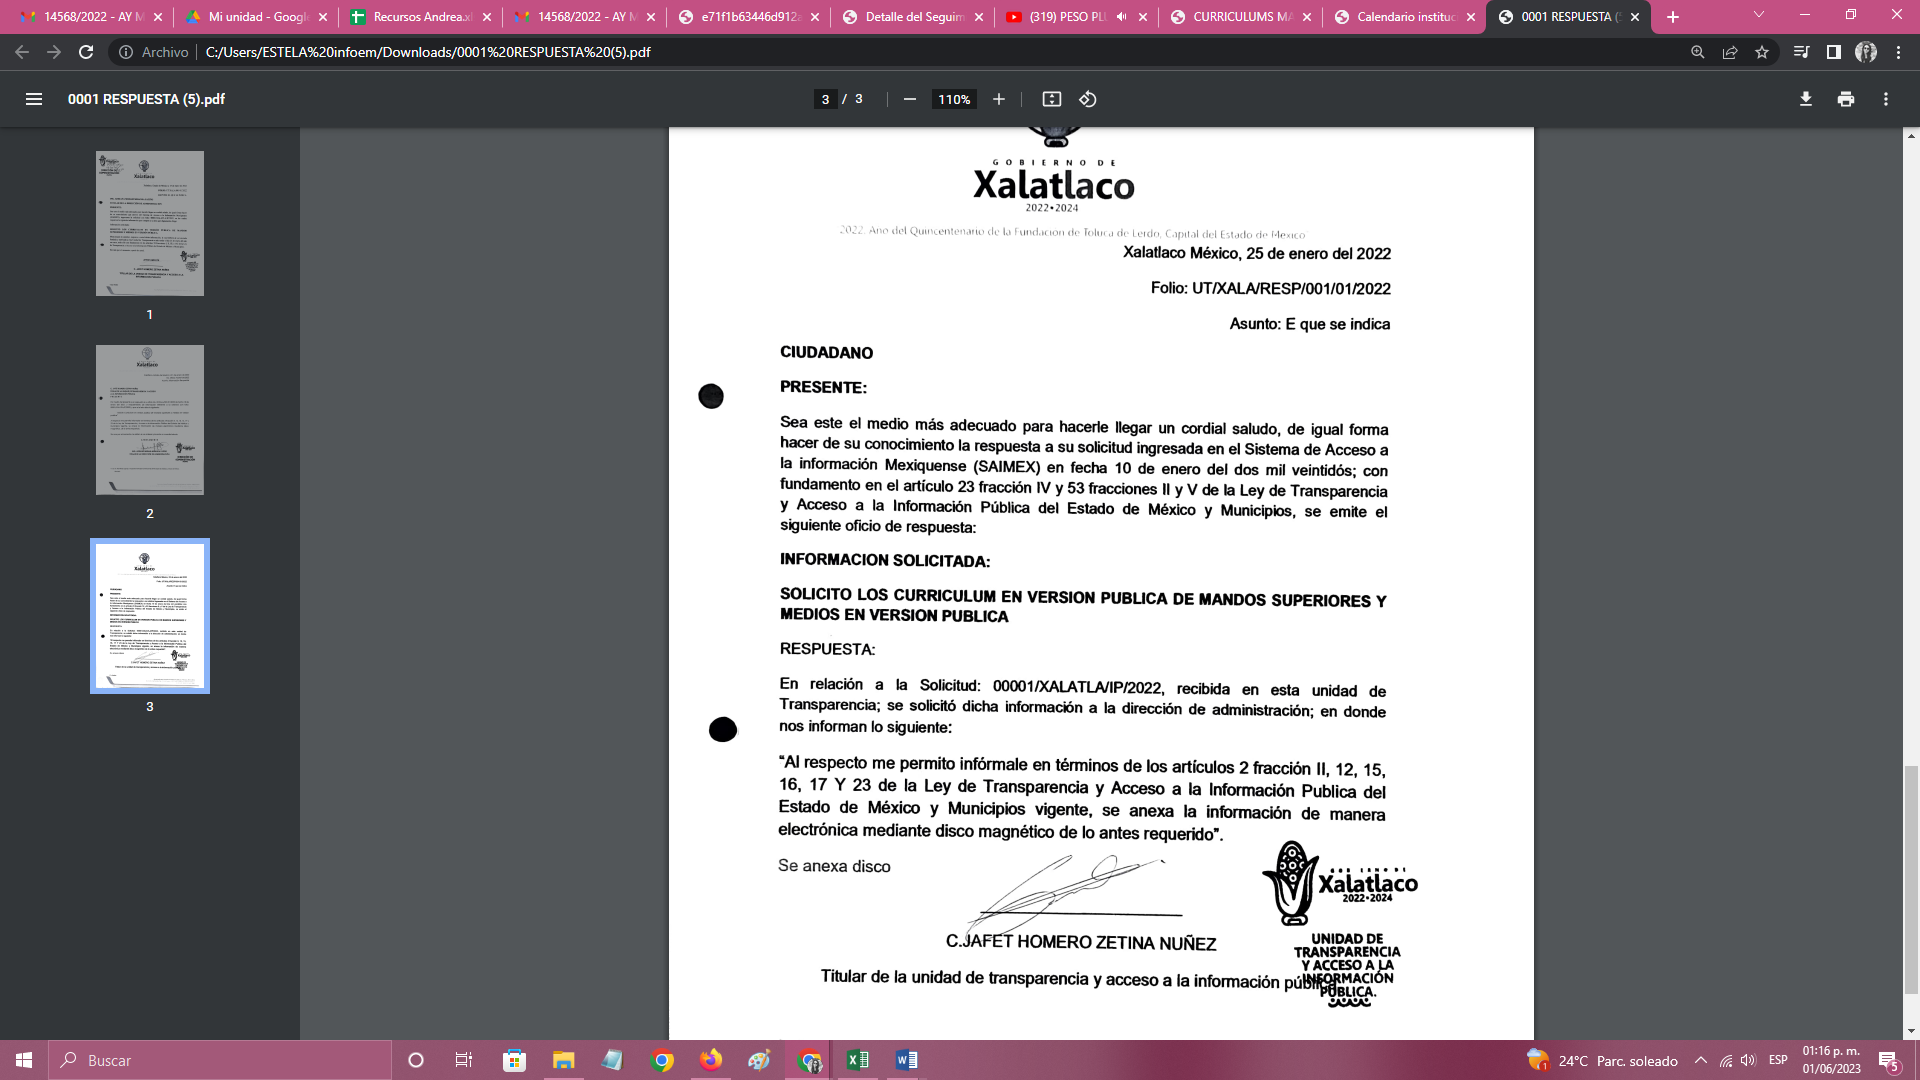 14568/2022 - AY M
Mi unidad - Google
Recursos Andrea.xl
14568/2022 - AY M
e71f1b63446d912a
Detalle del Seguim
(319) PESO PLU
CURRICULUMS MA
Calendario instituc
0001 RESPUESTA (5
Archivo
C:/Users/ESTELA%20infoem/Downloads/0001%20RESPUESTA%20(5).pdf
0001 RESPUESTA (5).pdf
3 / 3
110%
1
2
3
GOBIERNO DE
Xalatlaco
2022•2024
2022. Año del Quincentenario de la Fundación de Toluca de Lerdo, Capital del Estado de México
Xalatlaco México, 25 de enero del 2022
Folio: UT/XALA/RESP/001/01/2022
Asunto: E que se indica
CIUDADANO
PRESENTE:
Sea este el medio más adecuado para hacerle llegar un cordial saludo, de igual forma
hacer de su conocimiento la respuesta a su solicitud ingresada en el Sistema de Acceso a
la información Mexiquense (SAIMEX) en fecha 10 de enero del dos mil veintidós; con
fundamento en el artículo 23 fracción IV y 53 fracciones II y V de la Ley de Transparencia
y Acceso a la Información Pública del Estado de México y Municipios, se emite el
siguiente oficio de respuesta:
INFORMACION SOLICITADA:
SOLICITO LOS CURRICULUM EN VERSION PUBLICA DE MANDOS SUPERIORES Y
MEDIOS EN VERSION PUBLICA
RESPUESTA:
En relación a la Solicitud: 00001/XALATLA/IP/2022, recibida en esta unidad de
Transparencia; se solicitó dicha información a la dirección de administración; en donde
nos informan lo siguiente:
"Al respecto me permito infórmale en términos de los artículos 2 fracción II, 12, 15,
16, 17 Y 23 de la Ley de Transparencia y Acceso a la Información Publica del
Estado de México y Municipios vigente, se anexa la información de manera
electrónica mediante disco magnético de lo antes requerido".
Se anexa disco
C.JAFET HOMERO ZETINA NUÑEZ
Titular de la unidad de transparencia y acceso a la información pública
Xalatlaco
2022•2024
UNIDAD DE
TRANSPARENCIA
Y ACCESO A LA
INFORMACIÓN
PÚBLICA.
Buscar
24°C Parc. soleado
ESP
01:16 p. m.
01/06/2023
5